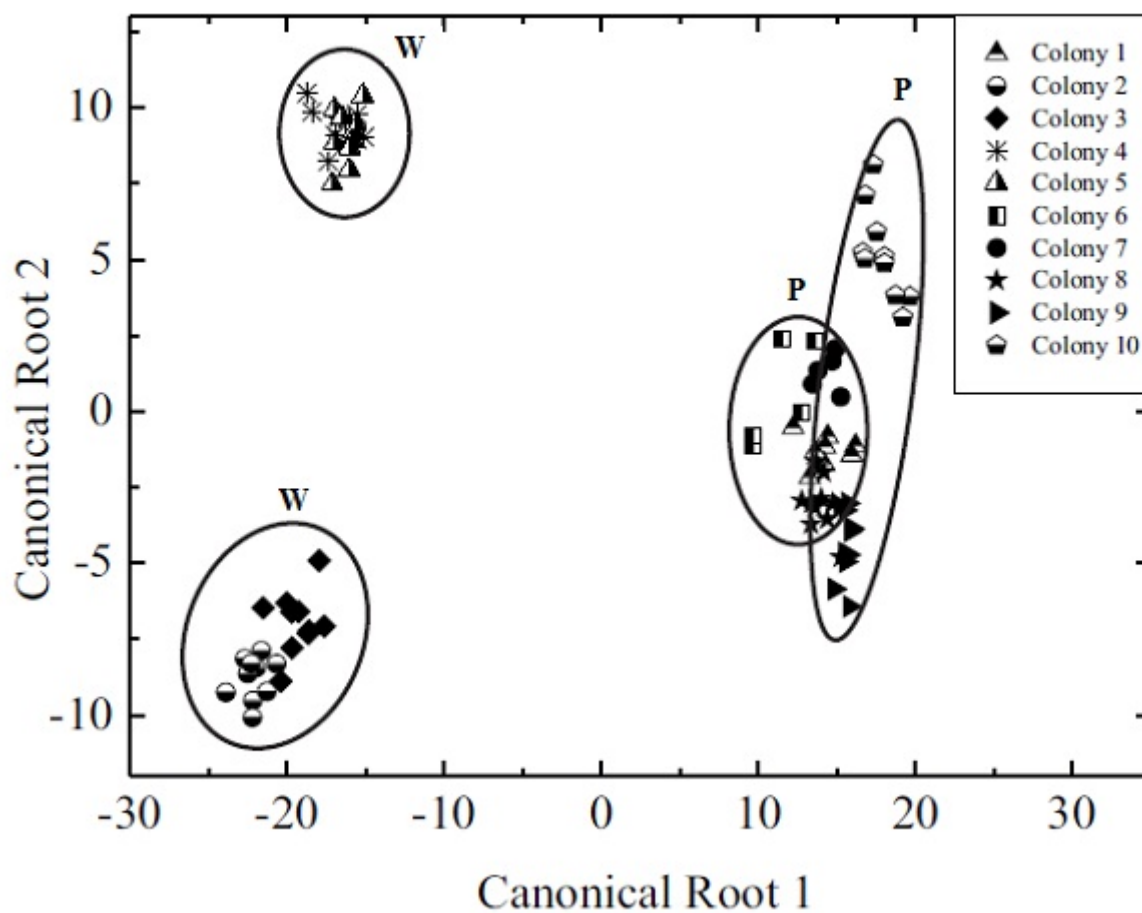 W
P
P
W
Colony 1
Colony 2
Colony 3
Colony 4
Colony 5
Colony 6
Colony 7
Colony 8
Colony 9
Colony 10
10
5
0
-5
-10
Canonical Root 2
-30
-20
-10
0
10
20
30
Canonical Root 1